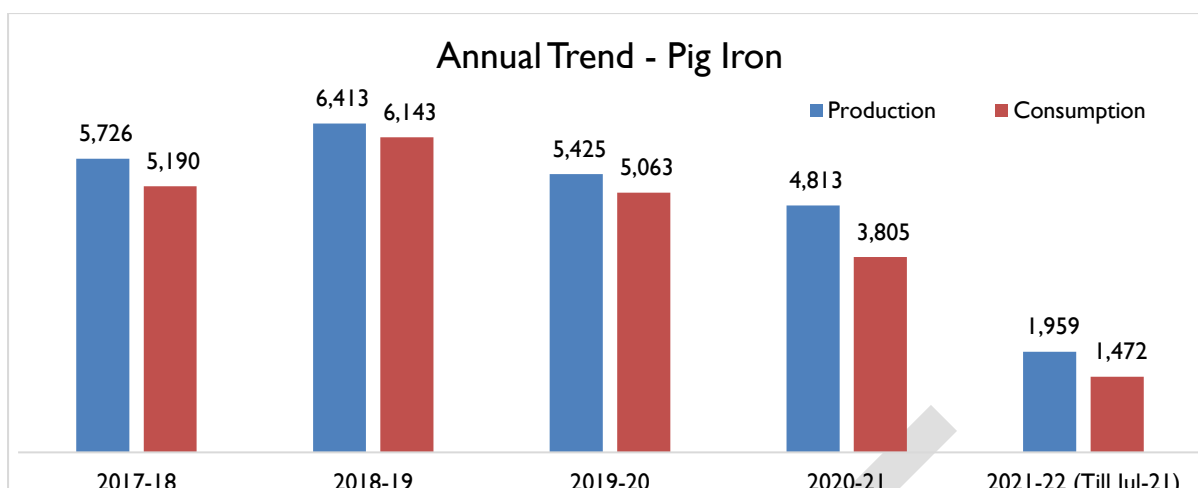 Annual Trend - Pig Iron
Production Consumption
5,726 5,190 6,413 6,143 5,425 5,063 4,813 3,805 1,959 1,472
2017-18 2018-19 2019-20 2020-21 2021-22 (Till Jul-21)